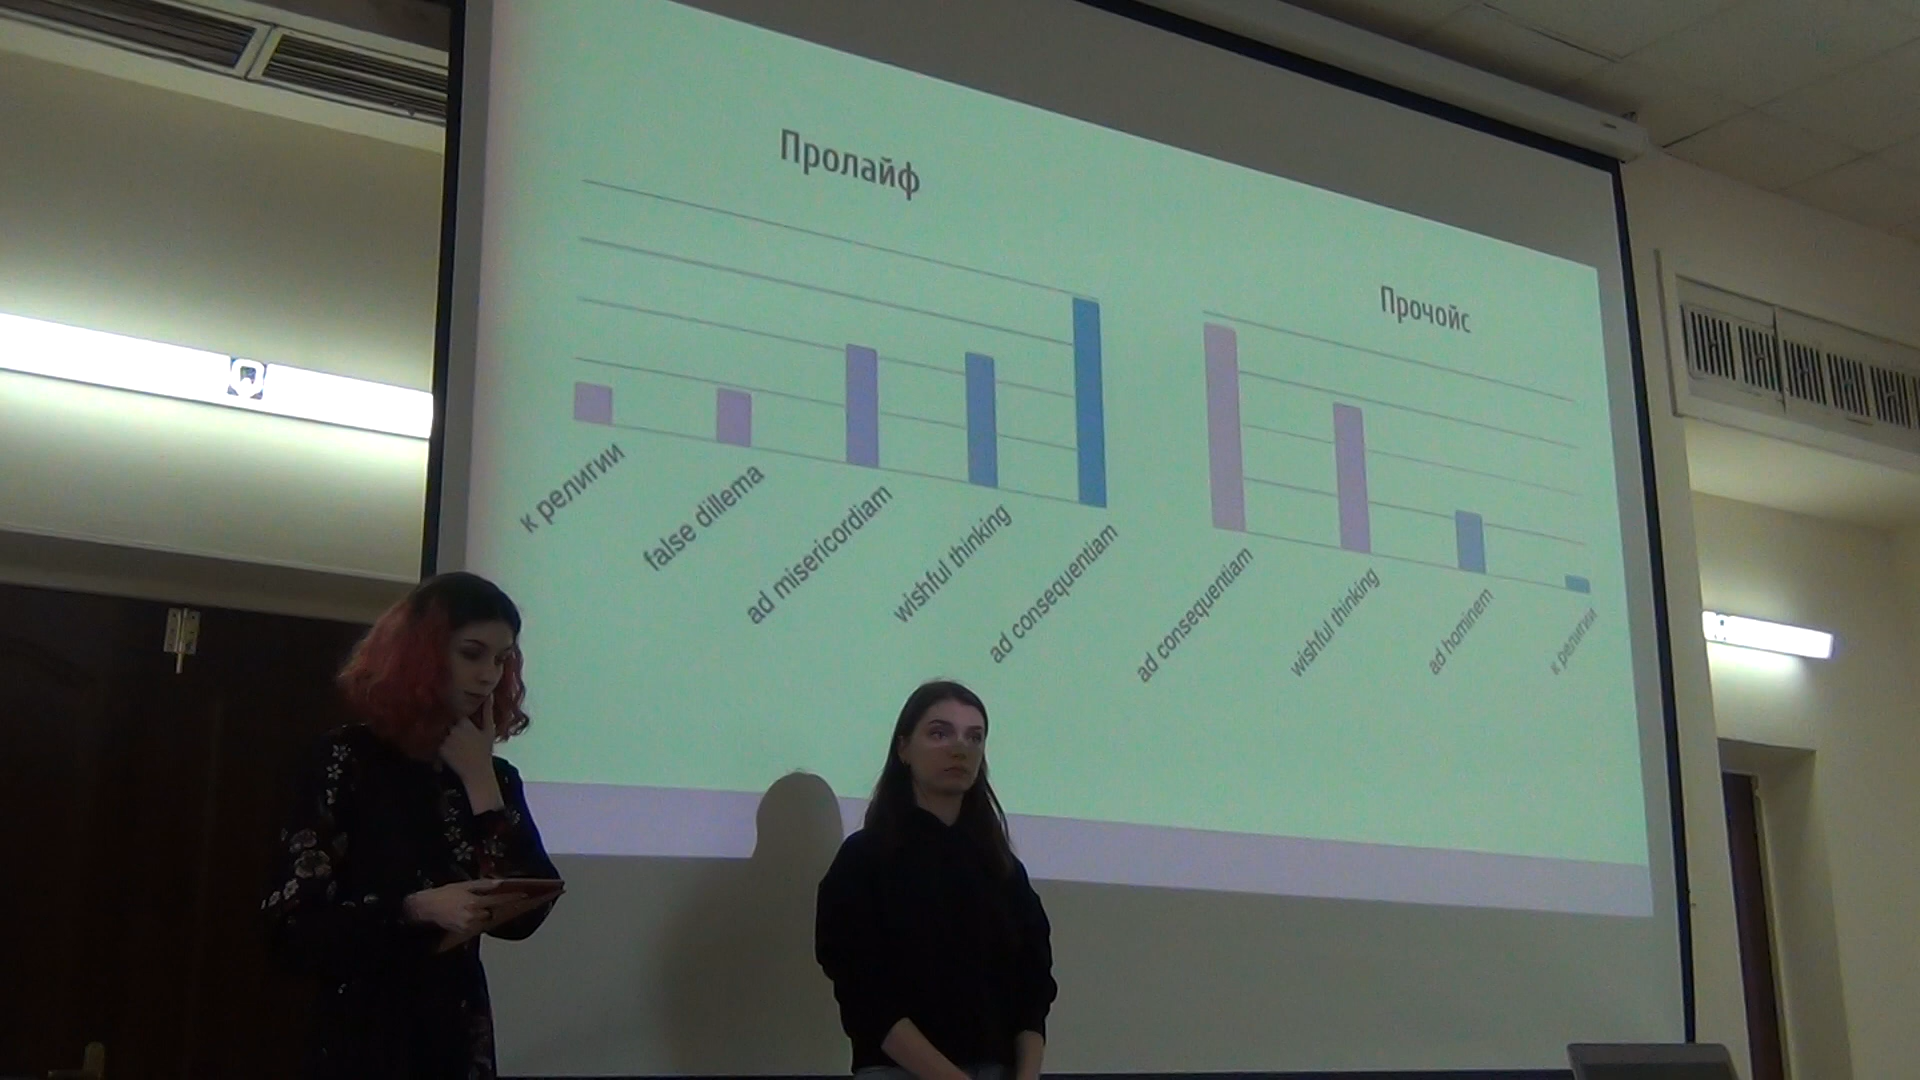 Пролайф
к религии
false dillema
ad misericordiam
wishful thinking
ad consequentiam
Прочойс
ad consequentiam
wishful thinking
ad hominem
к религии